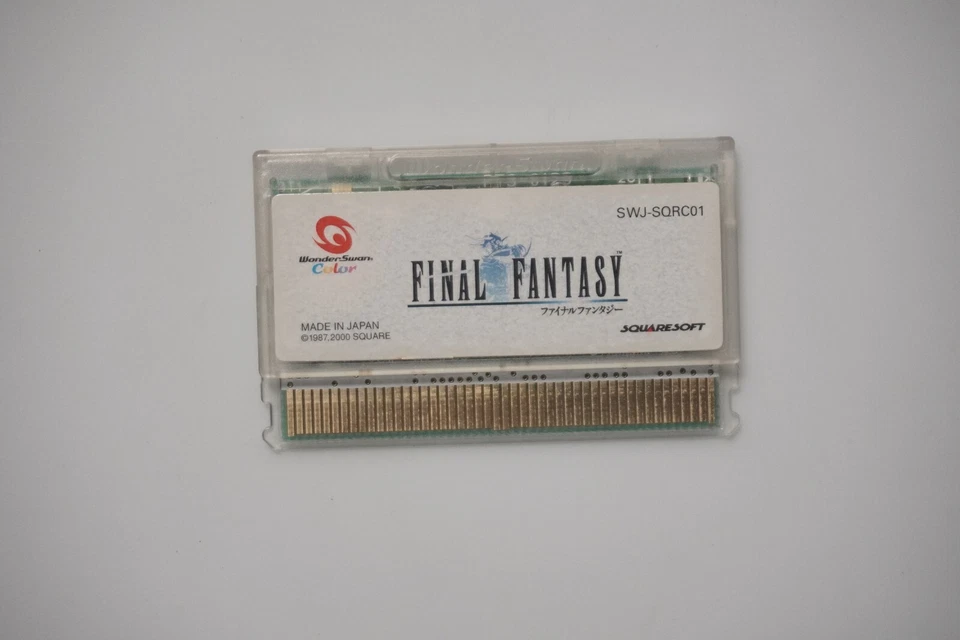 SWJ-SQRC01
WonderSwan
Color
FINAL FANTASY™
ファイナルファンタジー
MADE IN JAPAN
©1987,2000 SQUARE
SQUARESOFT